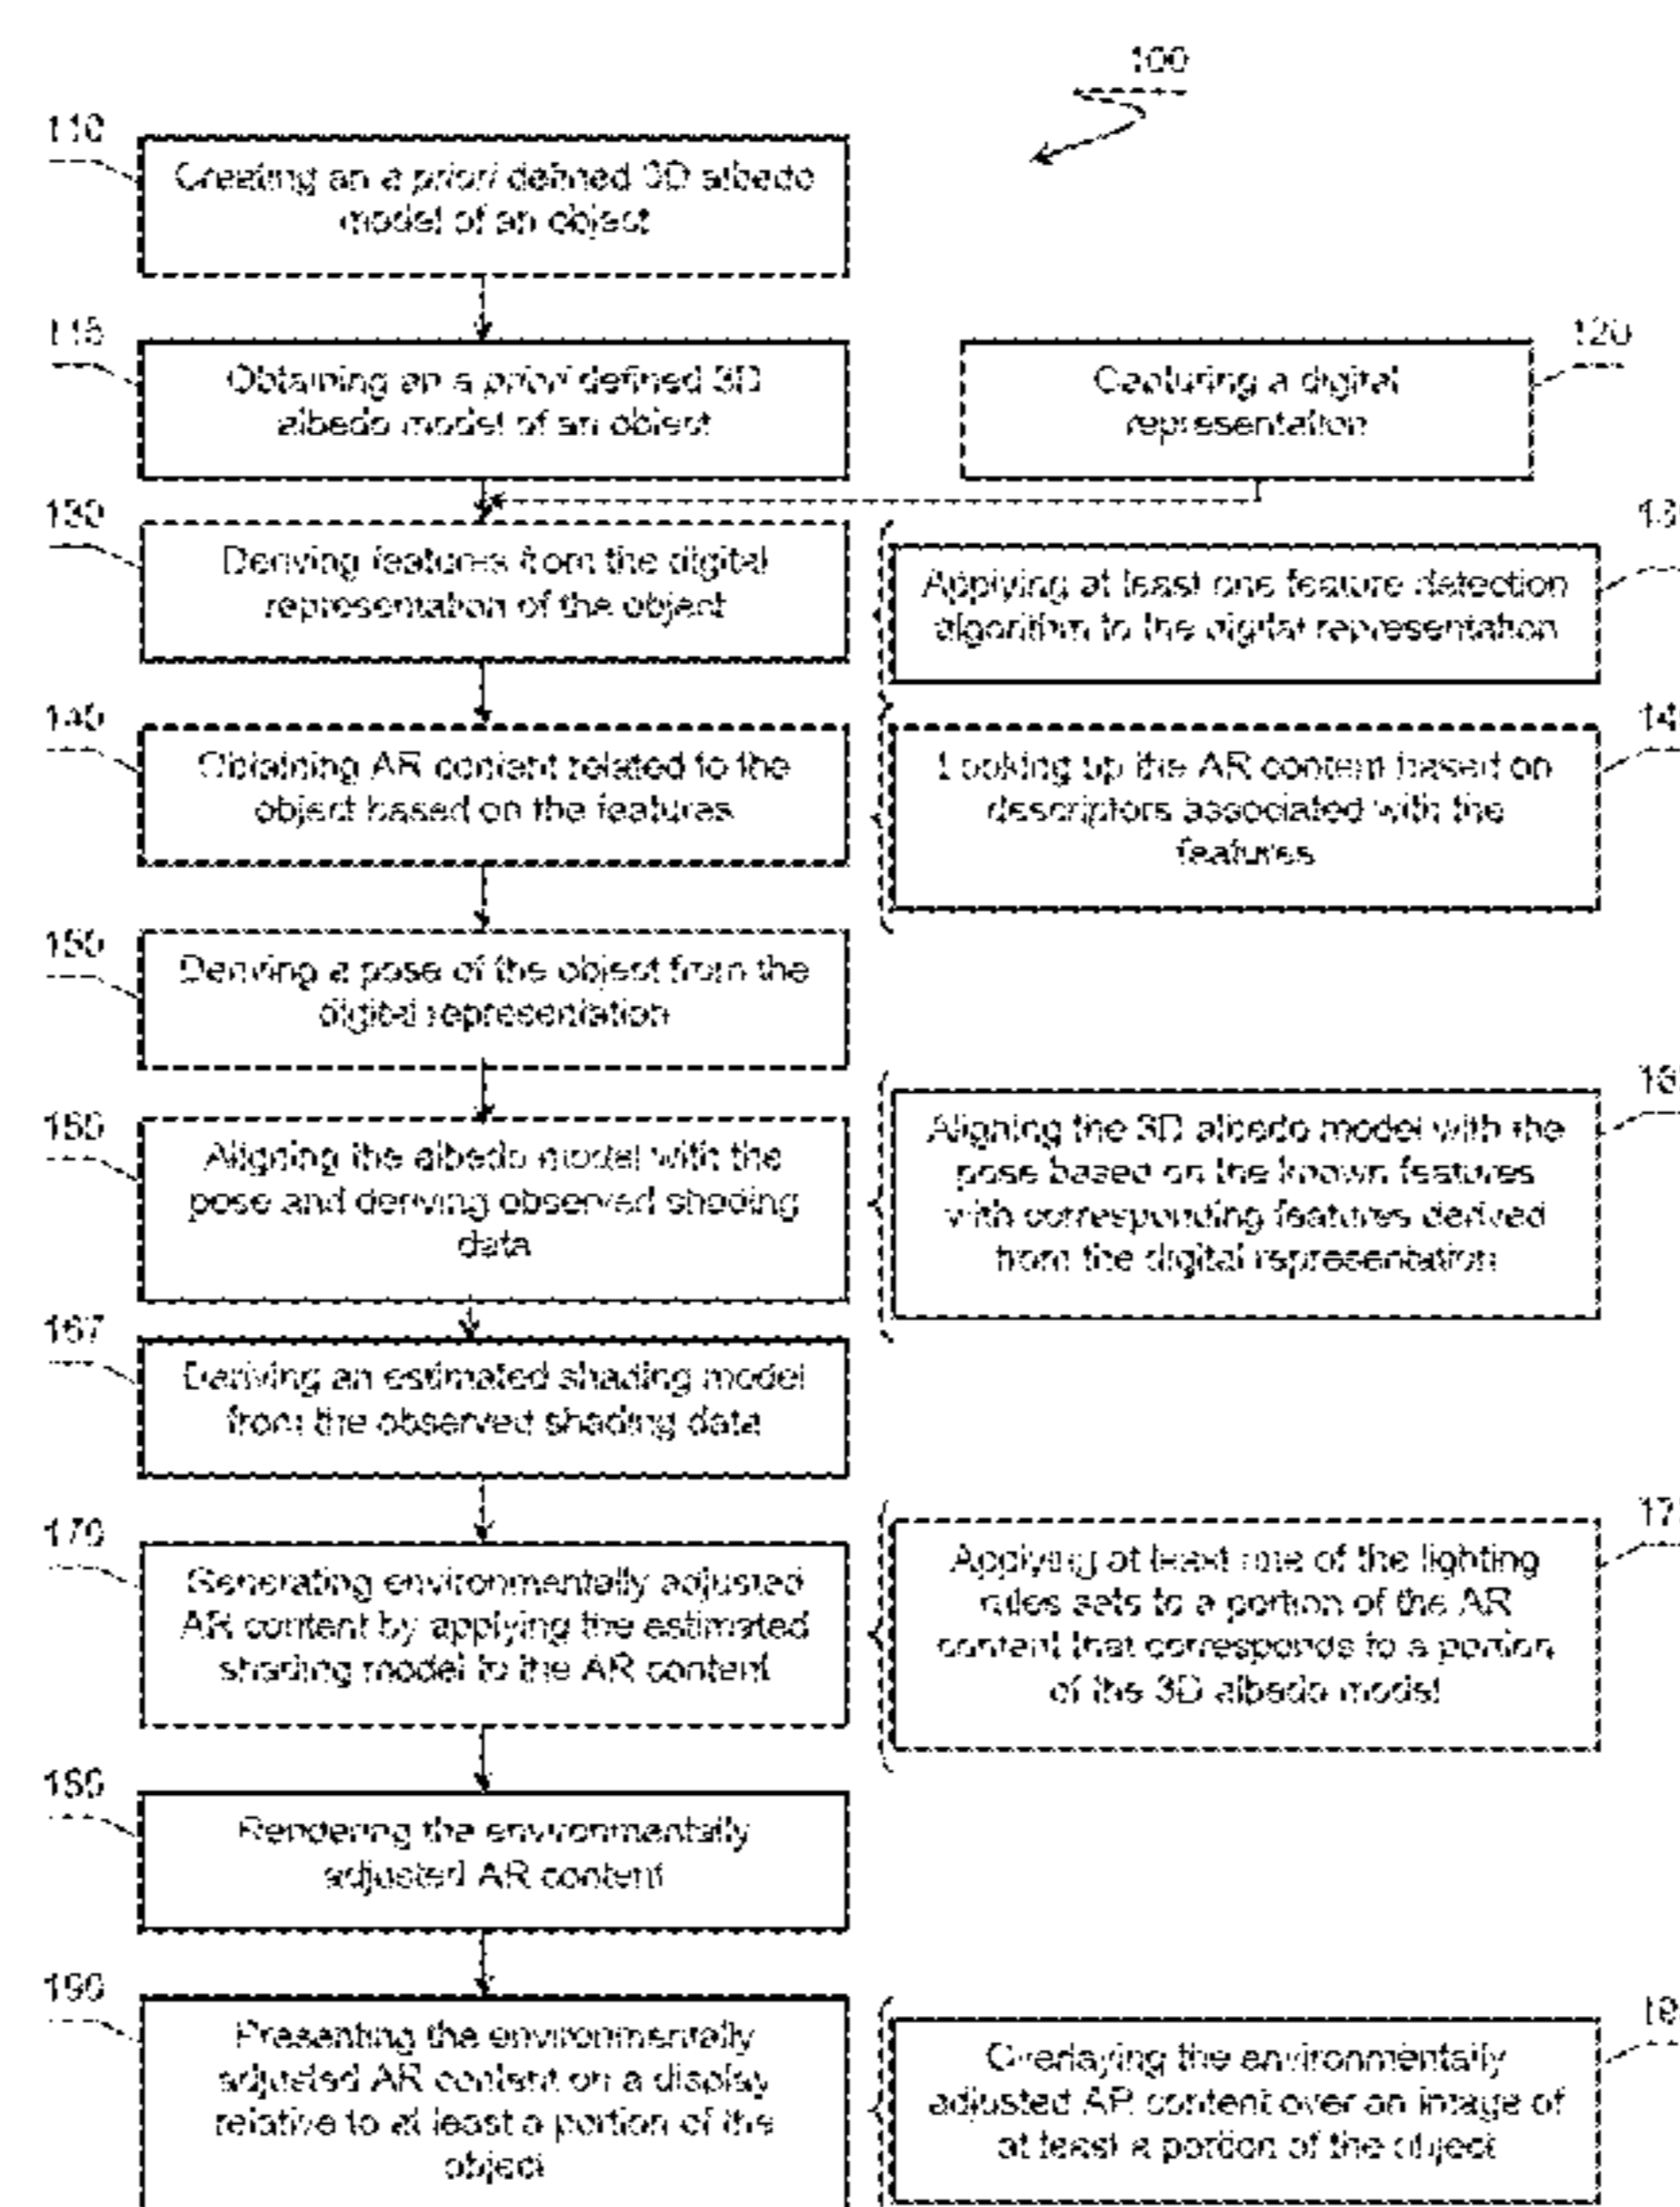 100
110
Creating an a priori defined 3D albedo
model of an object
115
Obtaining an a priori defined 3D
albedo model of an object
120
Capturing a digital
representation
130
Deriving features from the digital
representation of the object
13
Applying at least one feature detection
algorithm to the digital representation
140
Obtaining AR content related to the
object based on the features
14
Looking up the AR content based on
descriptors associated with the
features
150
Deriving a pose of the object from the
digital representation
160
Aligning the albedo model with the
pose and deriving observed shading
data
16
Aligning the 3D albedo model with the
pose based on the known features
with corresponding features derived
from the digital representation
167
Deriving an estimated shading model
from the observed shading data
170
Generating environmentally adjusted
AR content by applying the estimated
shading model to the AR content
17
Applying at least one of the lighting
rules sets to a portion of the AR
content that corresponds to a portion
of the 3D albedo model
180
Rendering the environmentally
adjusted AR content
190
Presenting the environmentally
adjusted AR content on a display
relative to at least a portion of the
object
19
Overlaying the environmentally
adjusted AR content over an image of
at least a portion of the object